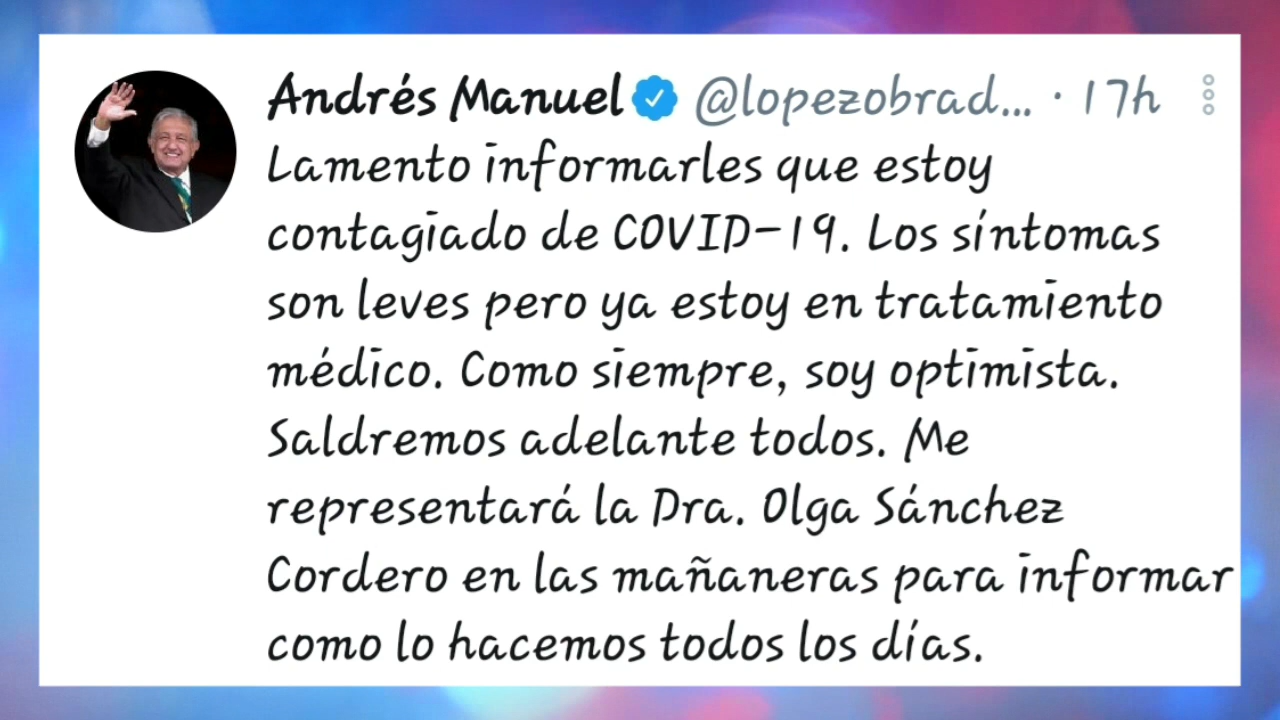 Andrés Manuel @lopezobrad... · 17h
Lamento informarles que estoy
contagiado de COVID-19. Los síntomas
son leves pero ya estoy en tratamiento
médico. Como siempre, soy optimista.
Saldremos adelante todos. Me
representará la Dra. Olga Sánchez
Cordero en las mañaneras para informar
como lo hacemos todos los días.